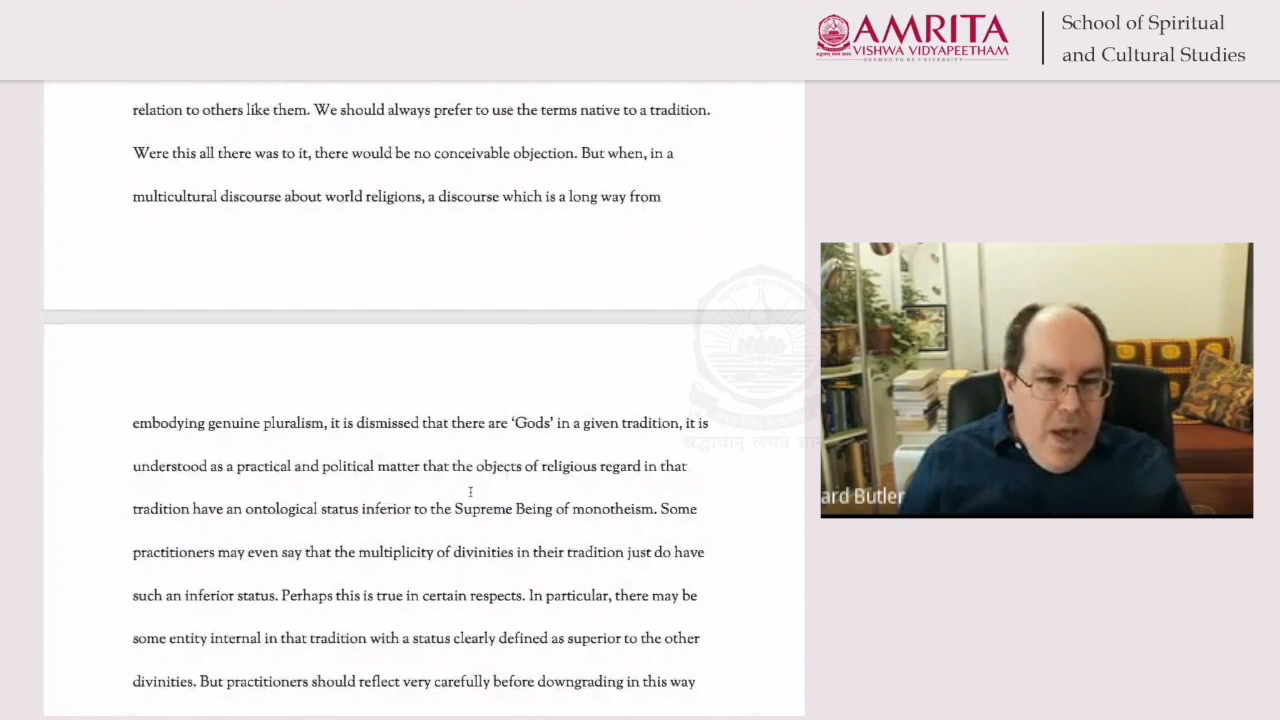 AMRITA
VISHWA VIDYAPEETHAM
DEEMED TO BE UNIVERSITY
School of Spiritual
and Cultural Studies
relation to others like them. We should always prefer to use the terms native to a tradition.
Were this all there was to it, there would be no conceivable objection. But when, in a
multicultural discourse about world religions, a discourse which is a long way from
embodying genuine pluralism, it is dismissed that there are ‘Gods’ in a given tradition, it is
understood as a practical and political matter that the objects of religious regard in that
tradition have an ontological status inferior to the Supreme Being of monotheism. Some
practitioners may even say that the multiplicity of divinities in their tradition just do have
such an inferior status. Perhaps this is true in certain respects. In particular, there may be
some entity internal in that tradition with a status clearly defined as superior to the other
divinities. But practitioners should reflect very carefully before downgrading in this way
ard Butler
श्रद्धावान् लभते